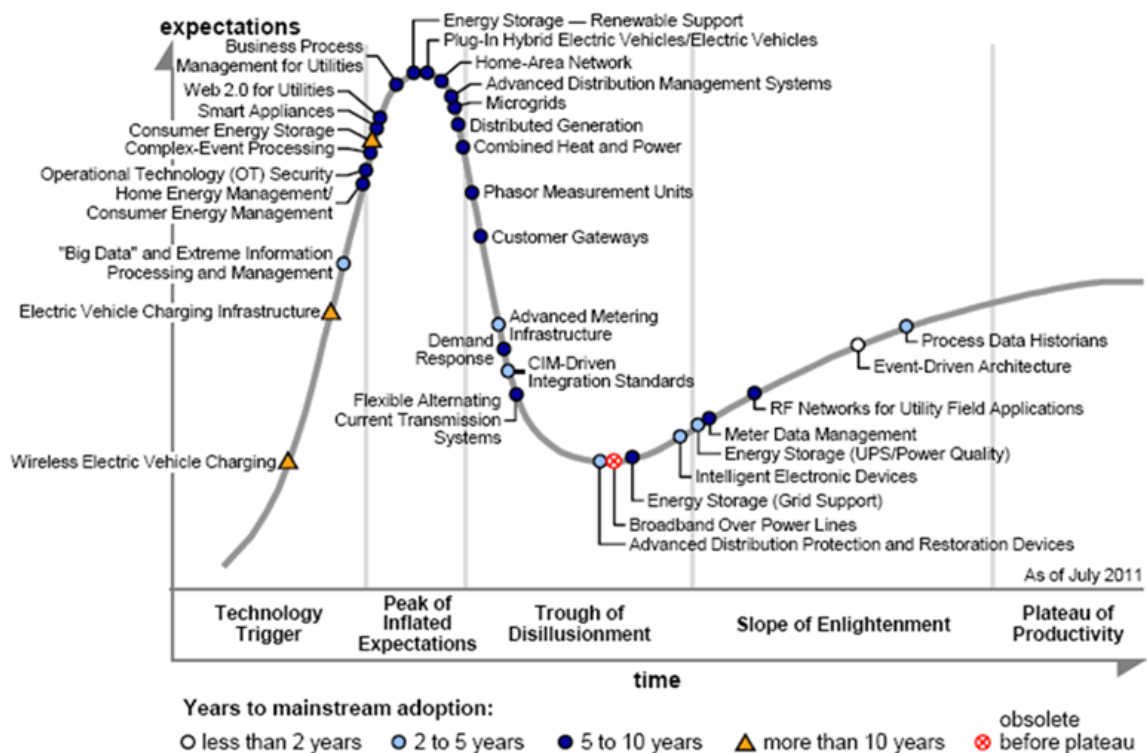 expectations
Energy Storage — Renewable Support
Plug-In Hybrid Electric Vehicles/Electric Vehicles
Business Process
Management for Utilities
Home-Area Network
Web 2.0 for Utilities
Advanced Distribution Management Systems
Smart Appliances
Microgrids
Consumer Energy Storage
Distributed Generation
Complex-Event Processing
Combined Heat and Power
Operational Technology (OT) Security
Home Energy Management/
Consumer Energy Management
Phasor Measurement Units
Customer Gateways
"Big Data" and Extreme Information
Processing and Management
Electric Vehicle Charging Infrastructure
Advanced Metering
Infrastructure
Demand
Response
CIM-Driven
Integration Standards
Flexible Alternating
Current Transmission
Systems
Process Data Historians
Event-Driven Architecture
RF Networks for Utility Field Applications
Meter Data Management
Energy Storage (UPS/Power Quality)
Intelligent Electronic Devices
Wireless Electric Vehicle Charging
Energy Storage (Grid Support)
Broadband Over Power Lines
Advanced Distribution Protection and Restoration Devices
As of July 2011
Technology
Trigger
Peak of
Inflated
Expectations
Trough of
Disillusionment
Slope of Enlightenment
Plateau of
Productivity
time
Years to mainstream adoption:
less than 2 years
2 to 5 years
5 to 10 years
more than 10 years
obsolete
before plateau